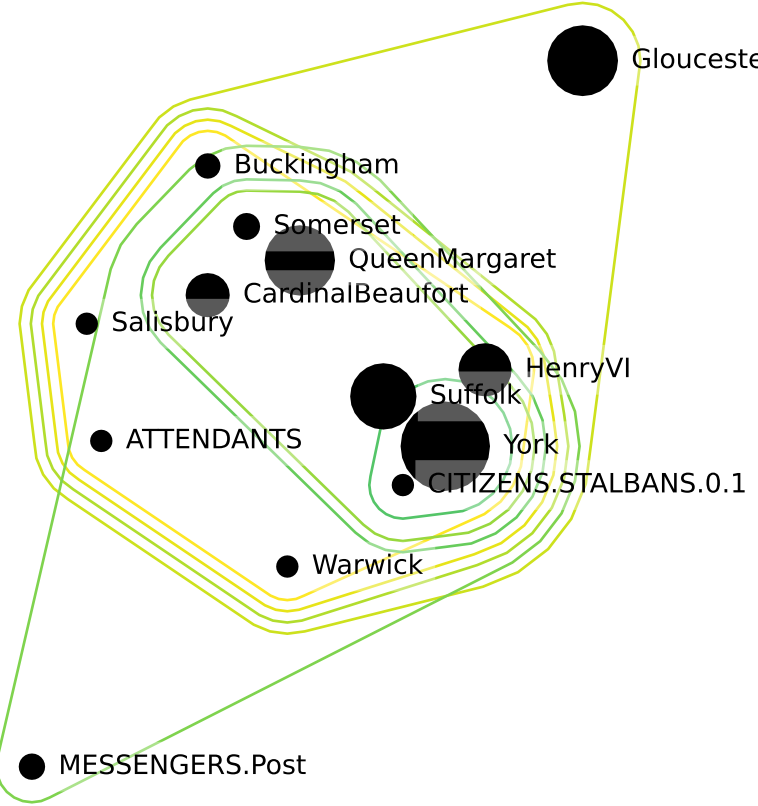 Glouceste
Buckingham
Somerset
QueenMargaret
CardinalBeaufort
Salisbury
HenryVI
Suffolk
ATTENDANTS
York
CITIZENS.STALBANS.0.1
Warwick
MESSENGERS.Post